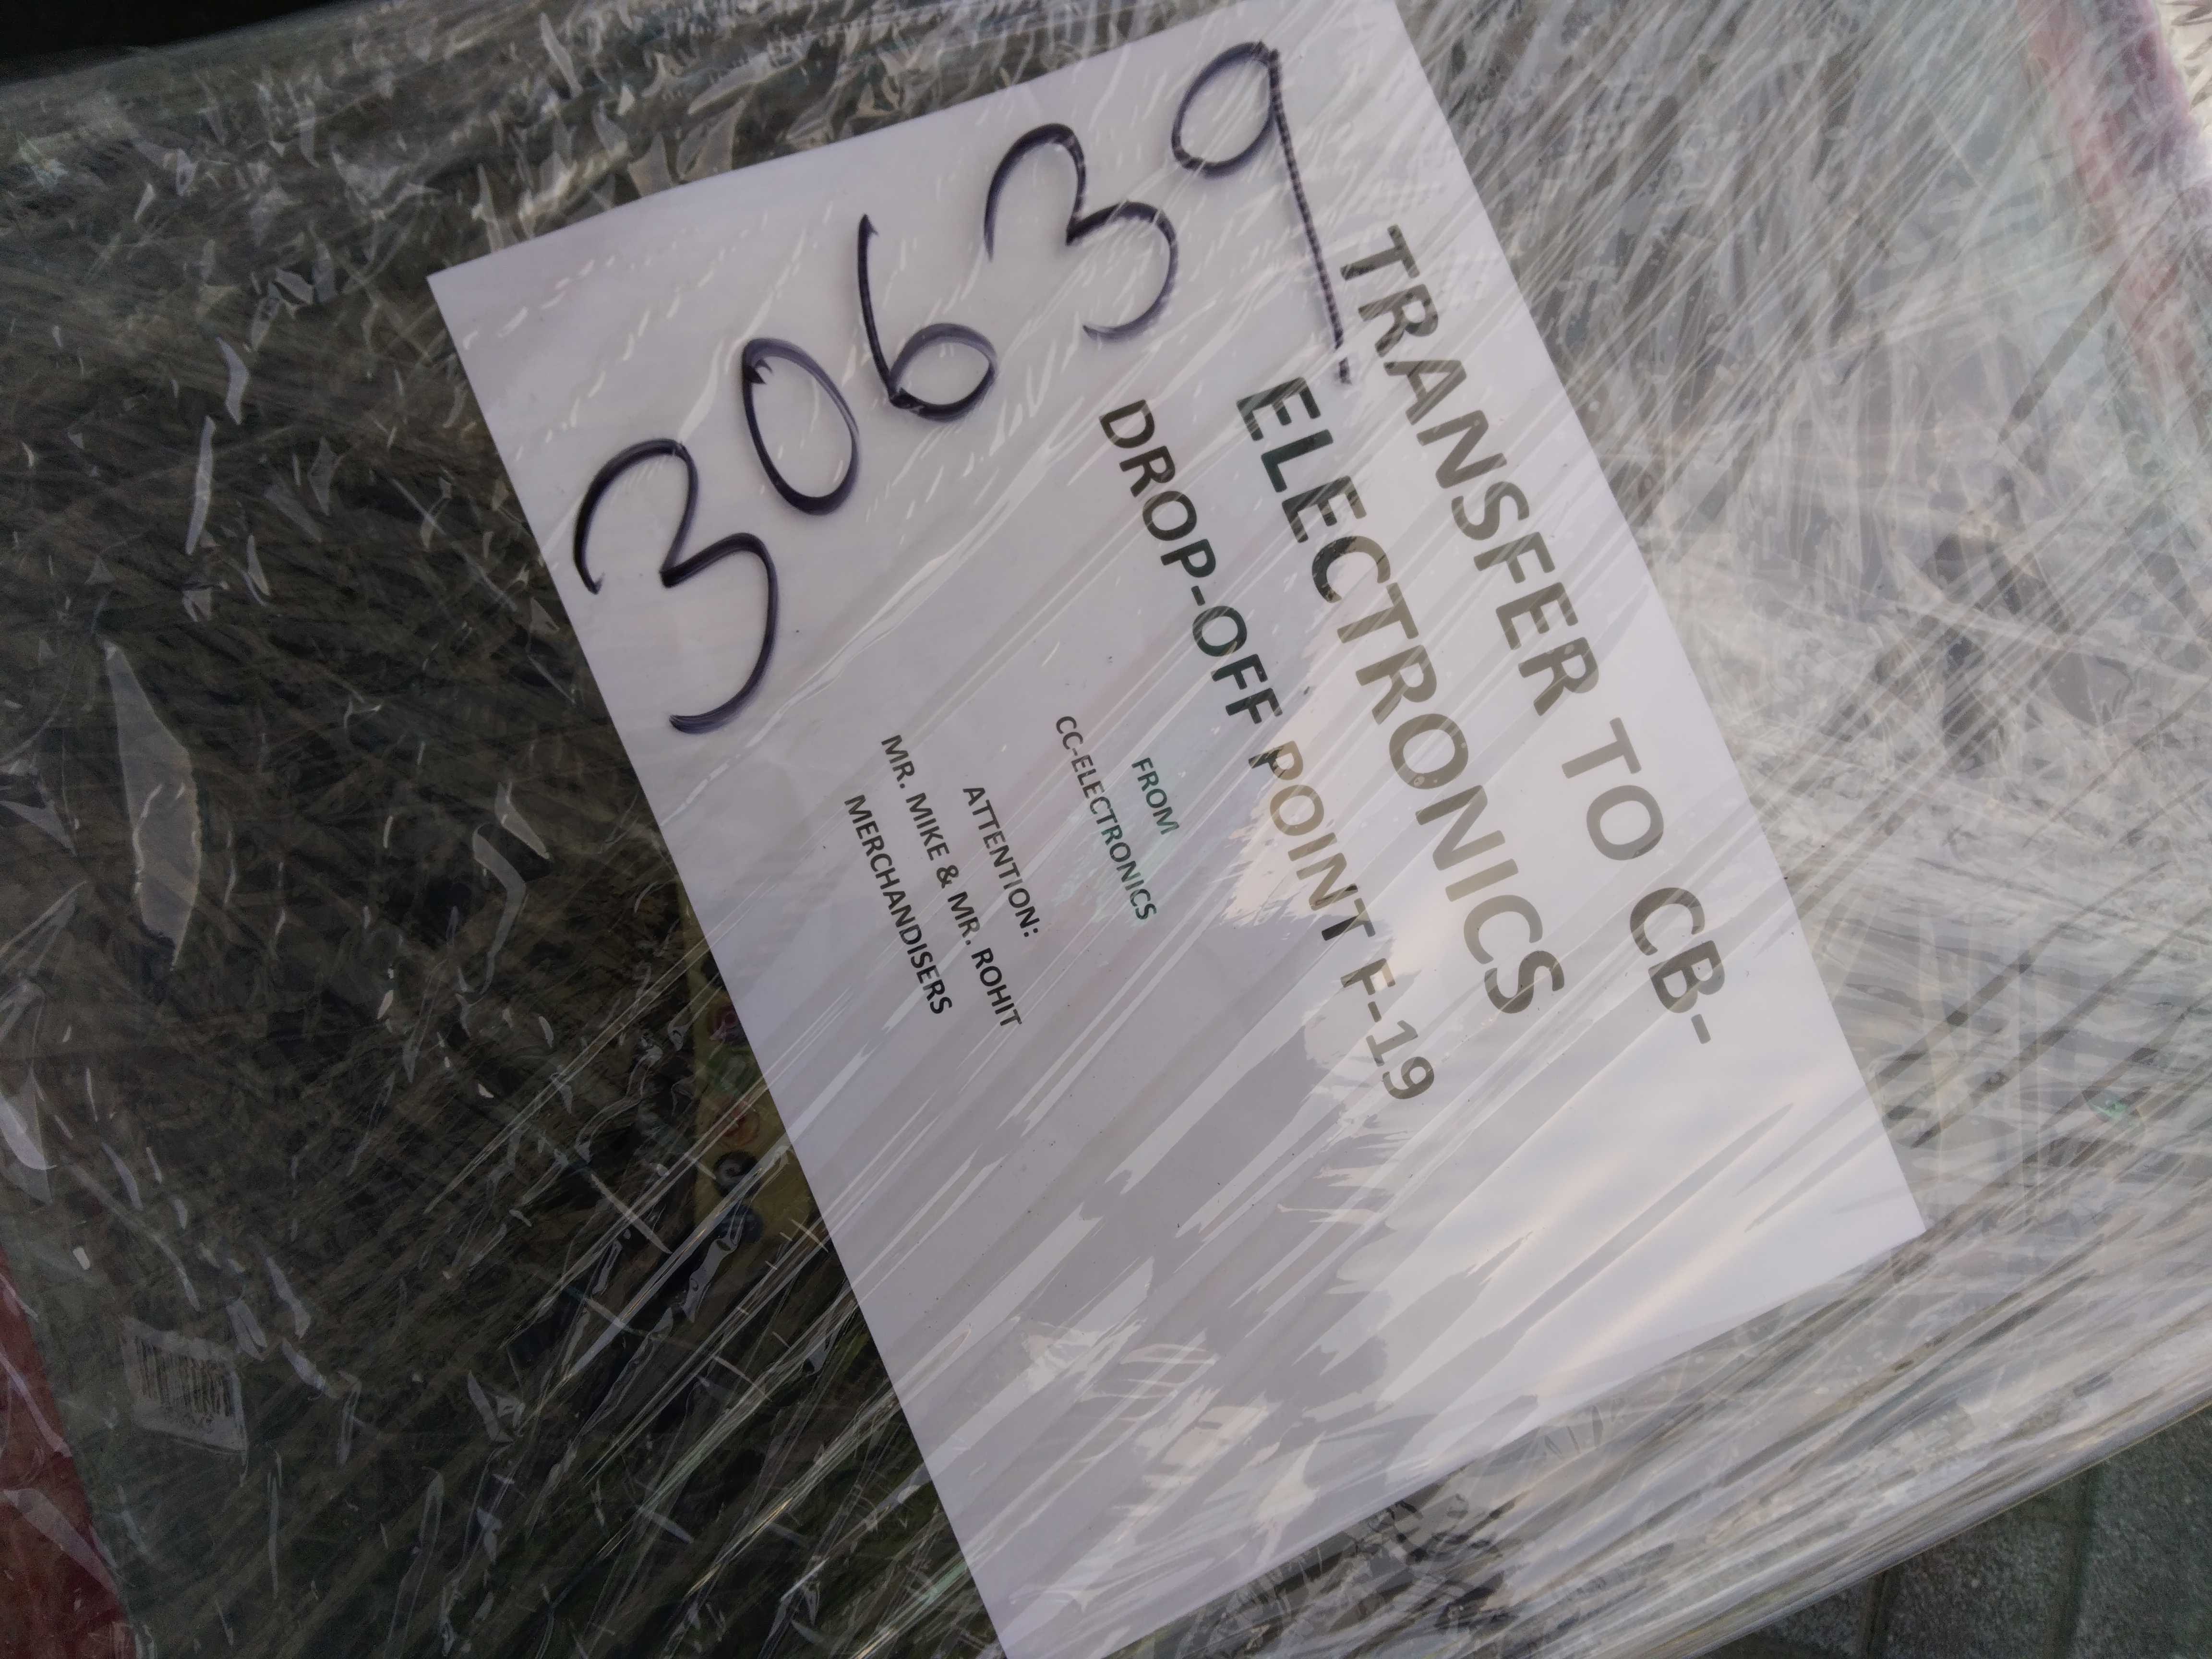 TRANSFER TO CB-
ELECTRONICS
DROP-OFF POINT F-19
FROM
CC-ELECTRONICS
ATTENTION:
MR. MIKE & MR. ROHIT
MERCHANDISERS
30639